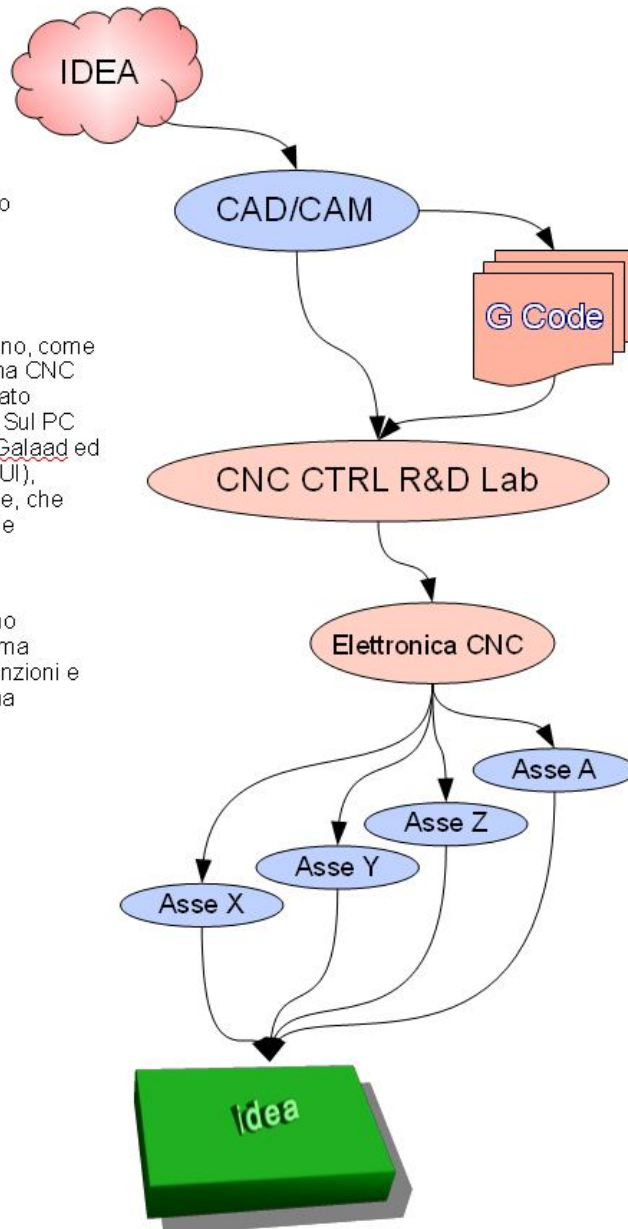 IDEA
o
CAD/CAM
G Code
no, come
na CNC
ato
Sul PC
Galaad ed
UI),
e, che
e
CNC CTRL R&D Lab
no
ma
nzioni e
na
Elettronica CNC
Asse A
Asse Z
Asse Y
Asse X
idea